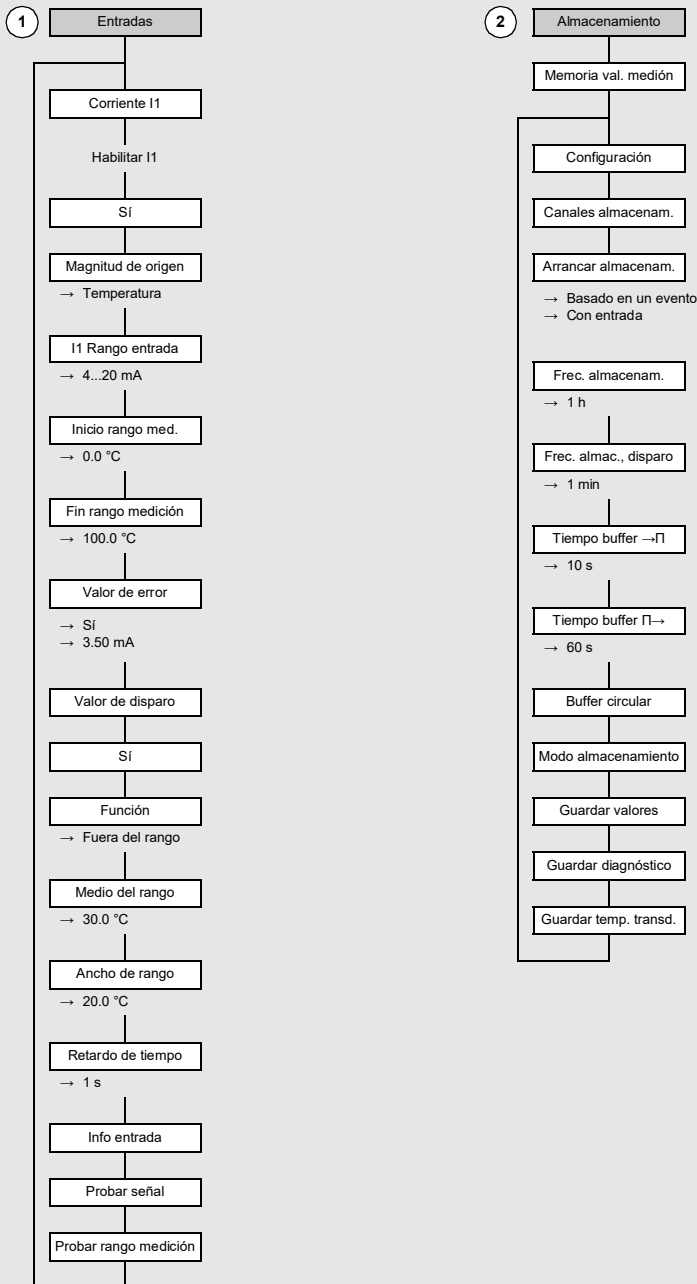 1
Entradas
Corriente I1
Habilitar I1
Sí
Magnitud de origen
→ Temperatura
I1 Rango entrada
→ 4...20 mA
Inicio rango med.
→ 0.0 °C
Fin rango medición
→ 100.0 °C
Valor de error
→ Sí
→ 3.50 mA
Valor de disparo
Sí
Función
→ Fuera del rango
Medio del rango
→ 30.0 °C
Ancho de rango
→ 20.0 °C
Retardo de tiempo
→ 1 s
Info entrada
Probar señal
Probar rango medición
2
Almacenamiento
Memoria val. medión
Configuración
Canales almacenam.
Arrancar almacenam.
→ Basado en un evento
→ Con entrada
Frec. almacenam.
→ 1 h
Frec. almac., disparo
→ 1 min
Tiempo buffer →Π
→ 10 s
Tiempo buffer Π→
→ 60 s
Buffer circular
Modo almacenamiento
Guardar valores
Guardar diagnóstico
Guardar temp. transd.